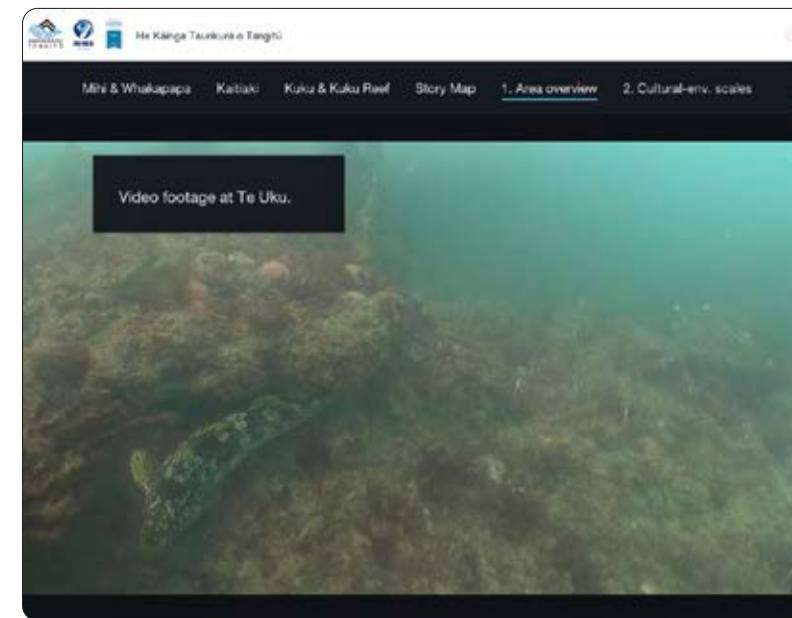 He Kāinga Taurikura o Tangitū
Mihi & Whakapapa Kaitiaki Kuku & Kuku Reef Story Map 1. Area overview 2. Cultural-env. scales
Video footage at Te Uku.